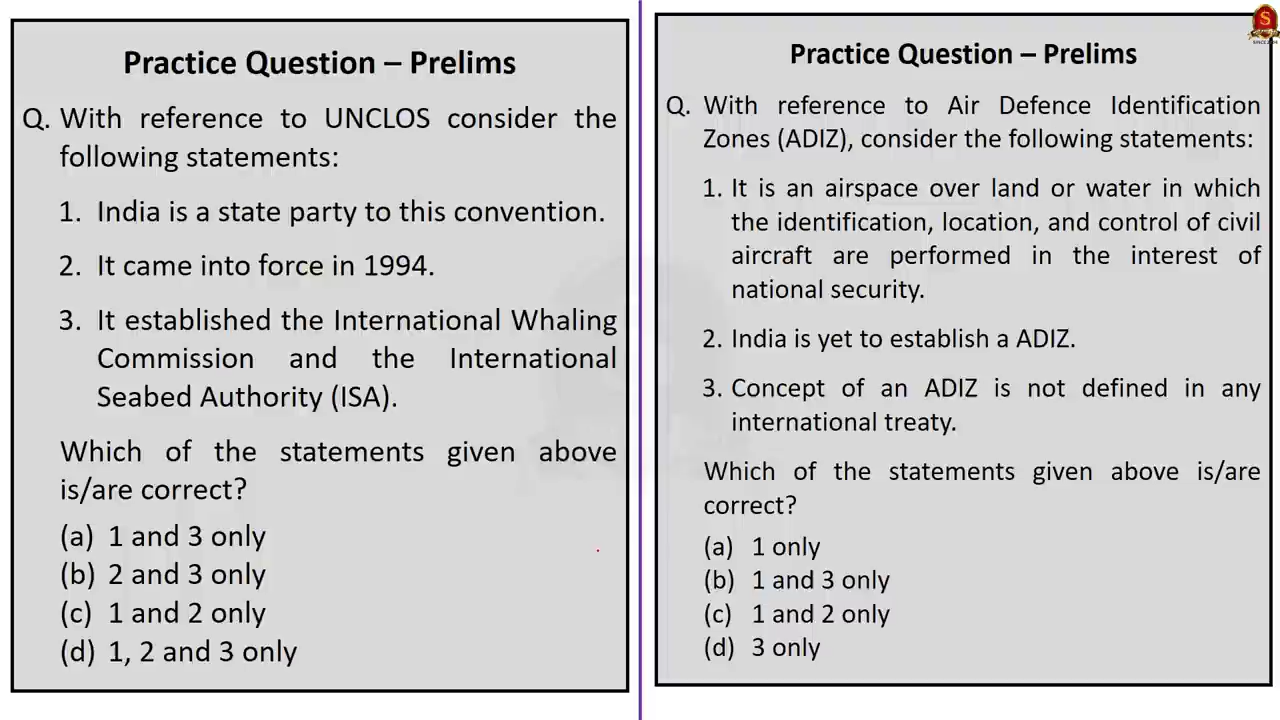 Practice Question – Prelims
Q. With reference to UNCLOS consider the
following statements:
1. India is a state party to this convention.
2. It came into force in 1994.
3. It established the International Whaling
Commission and the International
Seabed Authority (ISA).
Which of the statements given above
is/are correct?
(a) 1 and 3 only
(b) 2 and 3 only
(c) 1 and 2 only
(d) 1, 2 and 3 only
Practice Question – Prelims
Q. With reference to Air Defence Identification
Zones (ADIZ), consider the following statements:
1. It is an airspace over land or water in which
the identification, location, and control of civil
aircraft are performed in the interest of
national security.
2. India is yet to establish a ADIZ.
3. Concept of an ADIZ is not defined in any
international treaty.
Which of the statements given above is/are
correct?
(a) 1 only
(b) 1 and 3 only
(c) 1 and 2 only
(d) 3 only
S